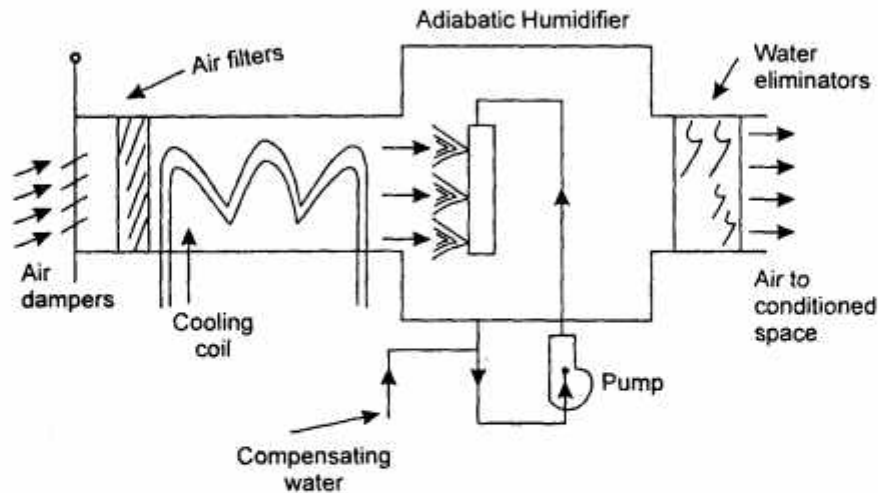 Adiabatic Humidifier
Air filters
Water
eliminators
Air
dampers
Cooling
coil
Air to
conditioned
space
Pump
Compensating
water